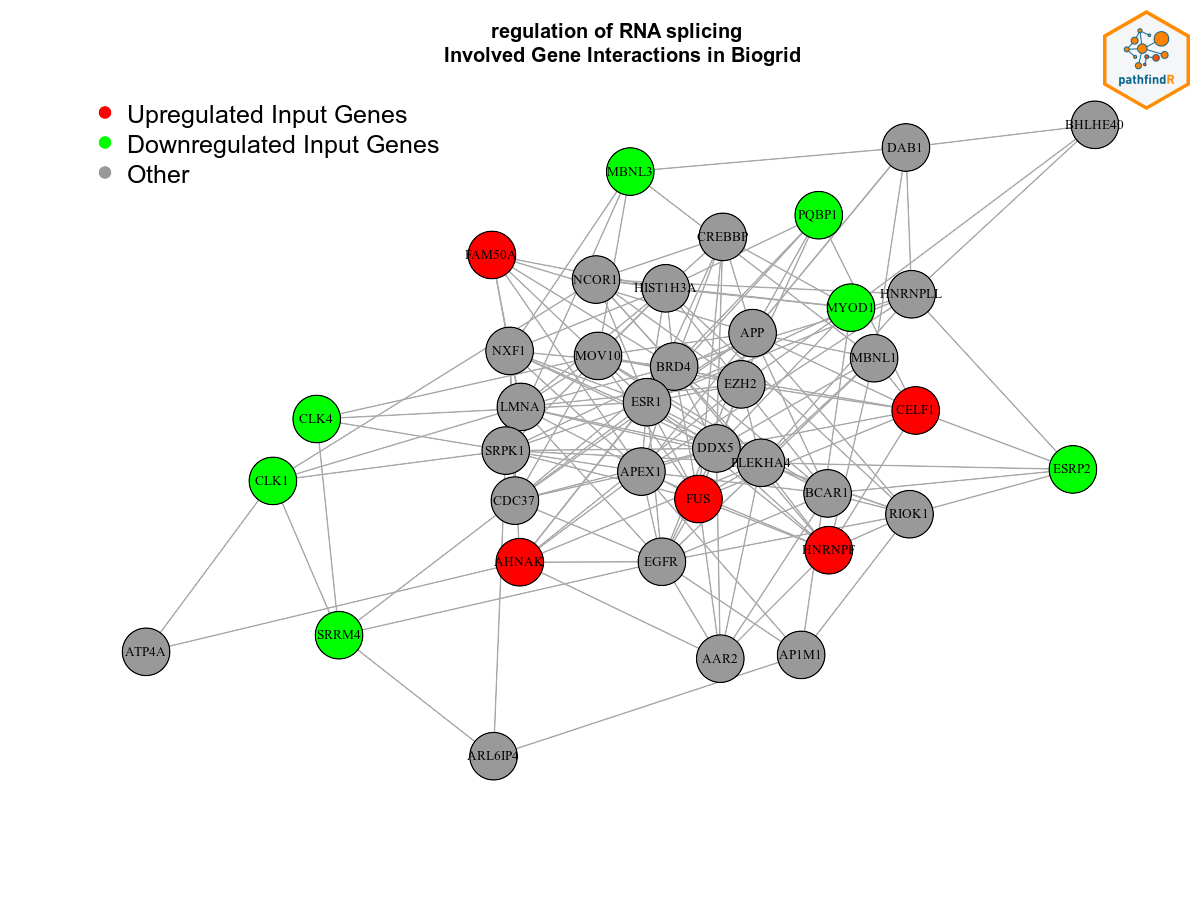 regulation of RNA splicing
Involved Gene Interactions in Biogrid
pathfindR
Upregulated Input Genes
Downregulated Input Genes
Other
BHLHE40
DAB1
MBNL3
PQBP1
CREBBP
FAM50A
NCOR1
HIST1H3A
HNRNPLL
MYOD1
APP
NXF1
MOV10
MBNL1
BRD4
EZH2
ESR1
LMNA
CELF1
CLK4
DDX5
SRPK1
PLEKHA4
ESRP2
APEX1
CLK1
BCAR1
FUS
CDC37
RIOK1
HNRNPF
AHNAK
EGFR
SRRM4
ATP4A
AAR2
AP1M1
ARL6IP4